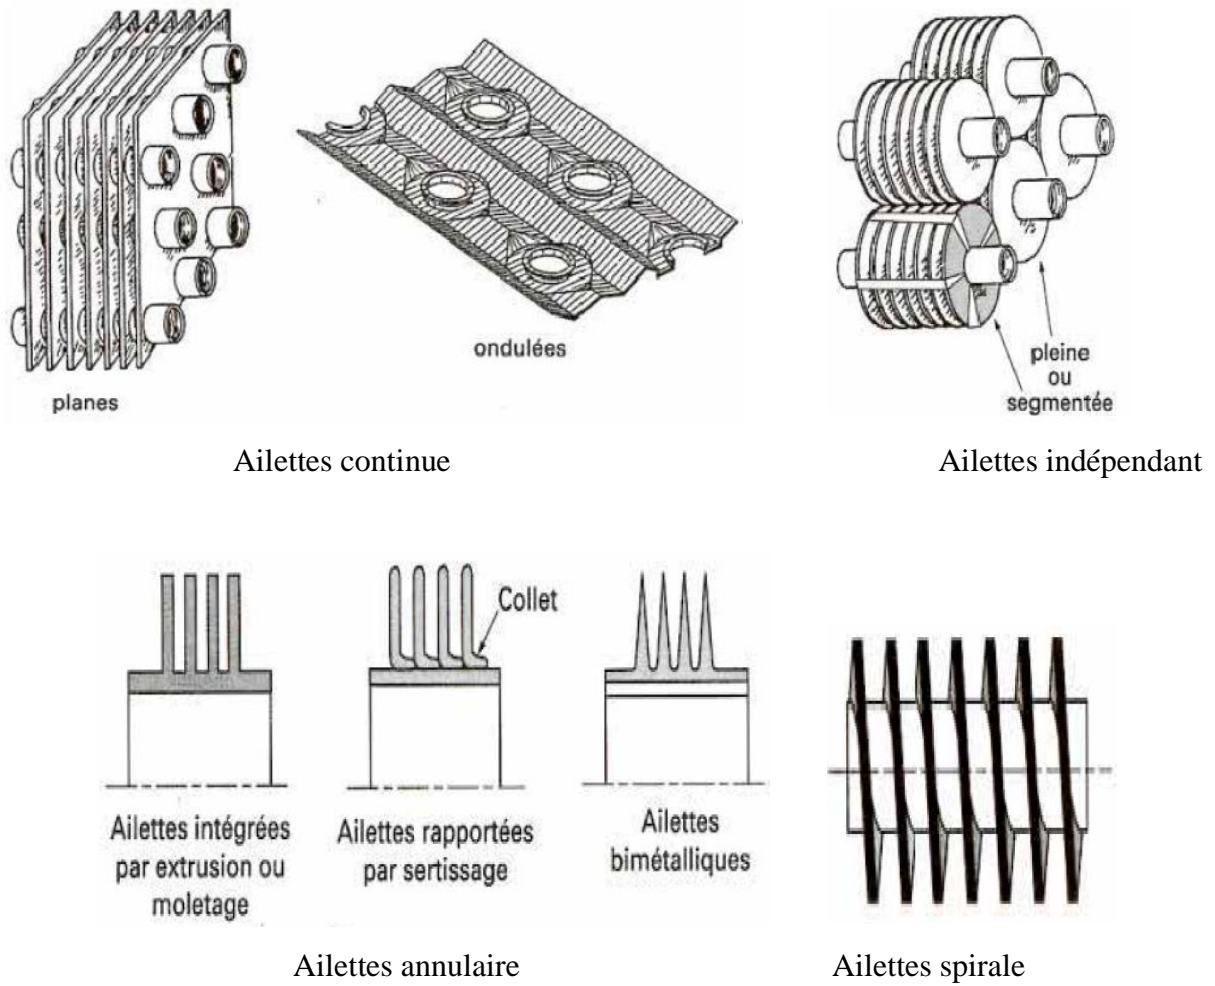 planes
ondulées
pleine
ou
segmentée
Ailettes continue
Ailettes indépendant
Collet
Ailettes intégrées
par extrusion ou
moletage
Ailettes rapportées
par sertissage
Ailettes
bimétalliques
Ailettes annulaire
Ailettes spirale